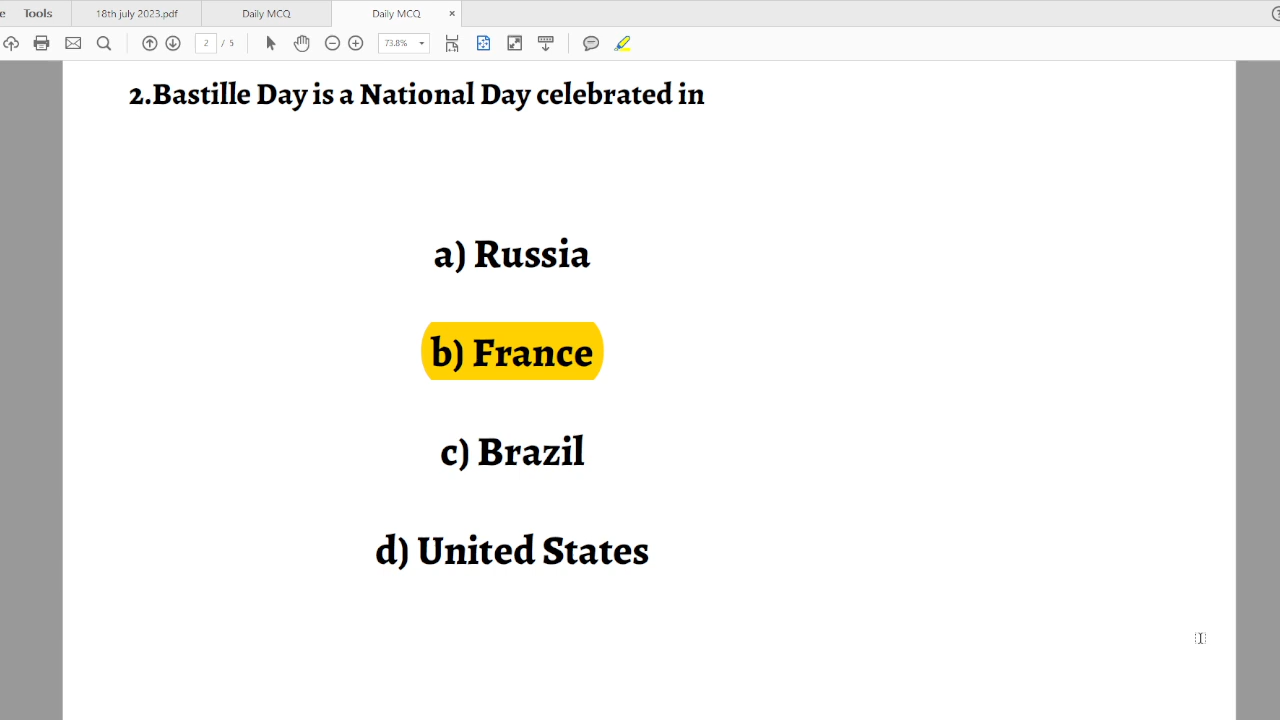 e Tools 18th july 2023.pdf Daily MCQ Daily MCQ ×
2 / 5 73.8%
2.Bastille Day is a National Day celebrated in
a) Russia
b) France
c) Brazil
d) United States